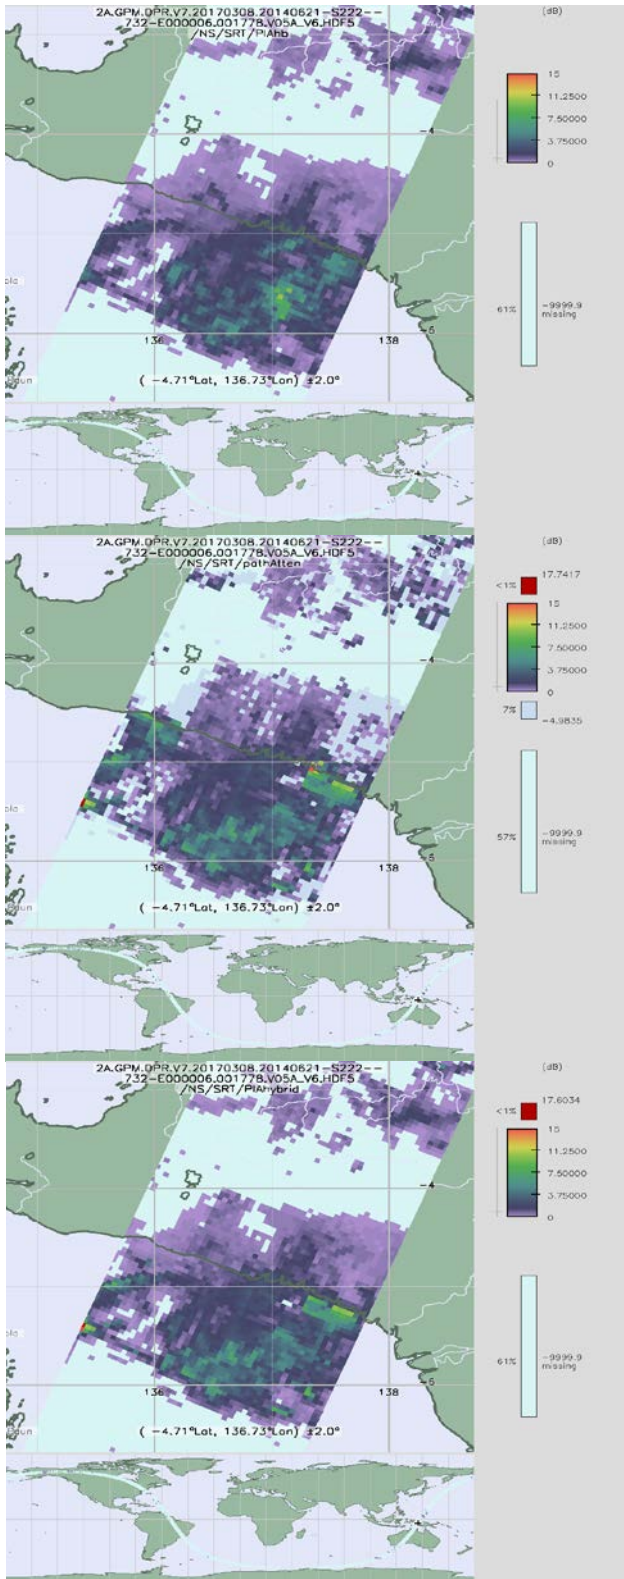 2A.GPM.DPR.V7.20170308.20140621-S222--
732-E000006.001778.V05A_V6.HDF5
/NS/SRT/PIAhb
(dB)
15
11.2500
7.50000
3.75000
0
-4
61%
-9999.9
missing
-5
136
138
( -4.71°Lat, 136.73°Lon) ±2.0°
2A.GPM.DPR.V7.20170308.20140621-S222--
732-E000006.001778.V05A_V6.HDF5
/NS/SRT/pathAtten
(dB)
<1%
17.7417
15
11.2500
7.50000
3.75000
0
-4
7%
-4.9835
57%
-9999.9
missing
-5
136
138
( -4.71°Lat, 136.73°Lon) ±2.0°
2A.GPM.DPR.V7.20170308.20140621-S222--
732-E000006.001778.V05A_V6.HDF5
/NS/SRT/PIAhybrid
(dB)
<1%
17.6034
15
11.2500
7.50000
3.75000
0
-4
61%
-9999.9
missing
-5
136
138
( -4.71°Lat, 136.73°Lon) ±2.0°